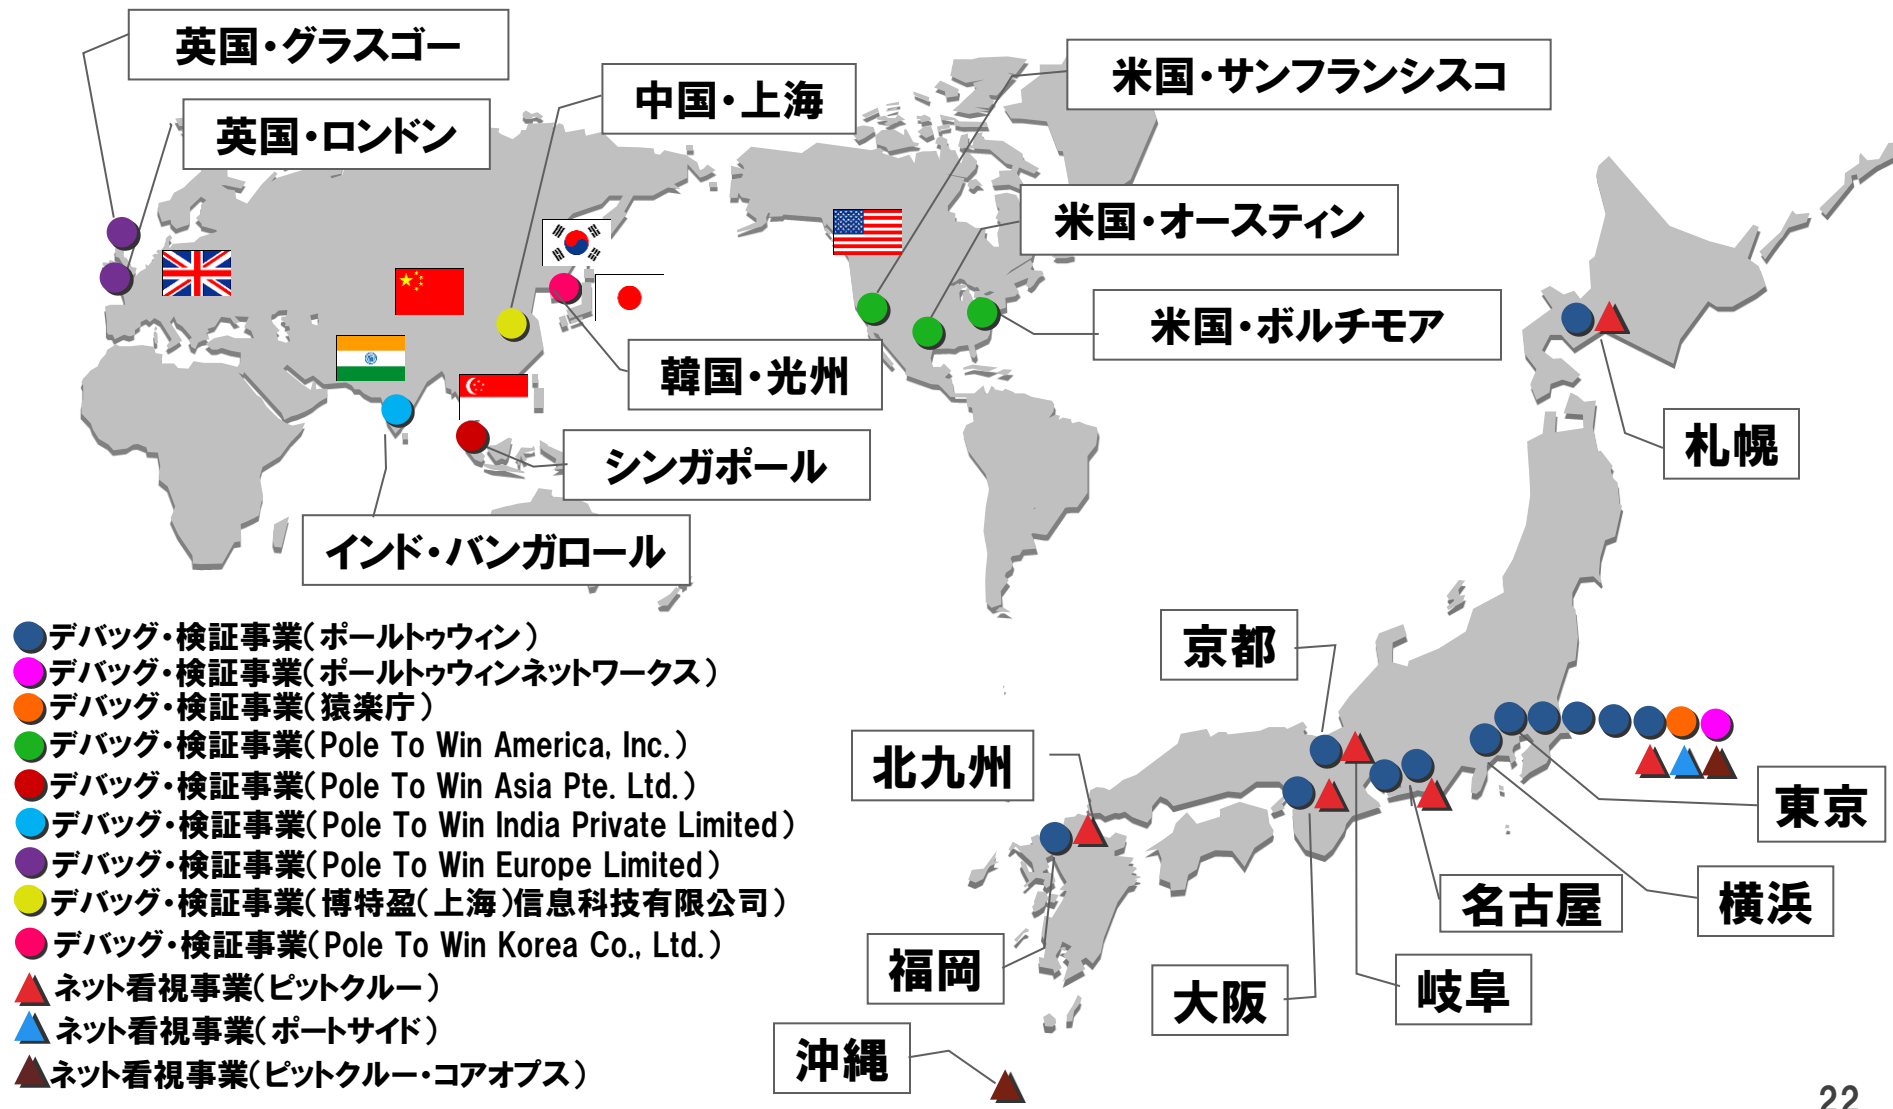 英国・グラスゴー
英国・ロンドン
中国・上海
米国・サンフランシスコ
米国・オースティン
米国・ボルチモア
韓国・光州
シンガポール
インド・バンガロール
札幌
京都
北九州
東京
横浜
名古屋
岐阜
大阪
福岡
沖縄
デバッグ・検証事業(ポールトゥウィン)
デバッグ・検証事業(ポールトゥウィンネットワークス)
デバッグ・検証事業(猿楽庁)
デバッグ・検証事業(Pole To Win America, Inc.)
デバッグ・検証事業(Pole To Win Asia Pte. Ltd.)
デバッグ・検証事業(Pole To Win India Private Limited)
デバッグ・検証事業(Pole To Win Europe Limited)
デバッグ・検証事業(博特盈(上海)信息科技有限公司)
デバッグ・検証事業(Pole To Win Korea Co., Ltd.)
ネット看視事業(ピットクルー)
ネット看視事業(ポートサイド)
ネット看視事業(ピットクルー・コアオプス)
22